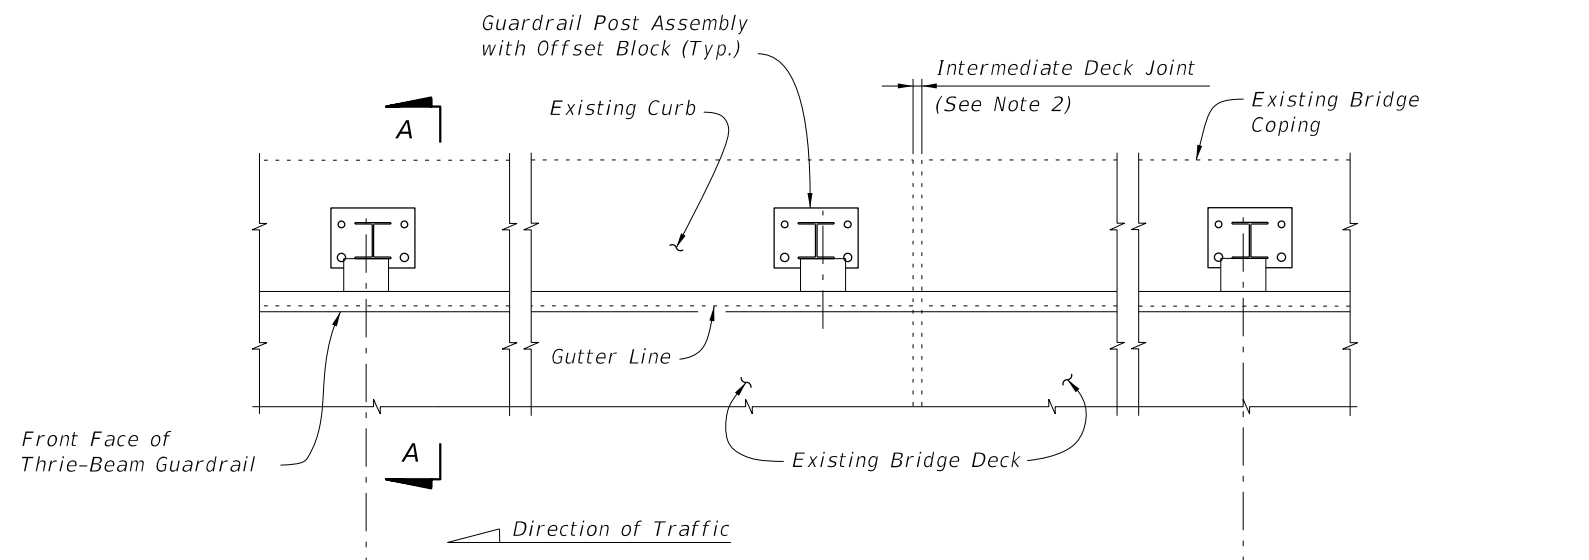 Guardrail Post Assembly
with Offset Block (Typ.)
Intermediate Deck Joint
(See Note 2)
Existing Curb
Existing Bridge
Coping
A
Gutter Line
Front Face of
Thrie-Beam Guardrail
A
Existing Bridge Deck
Direction of Traffic